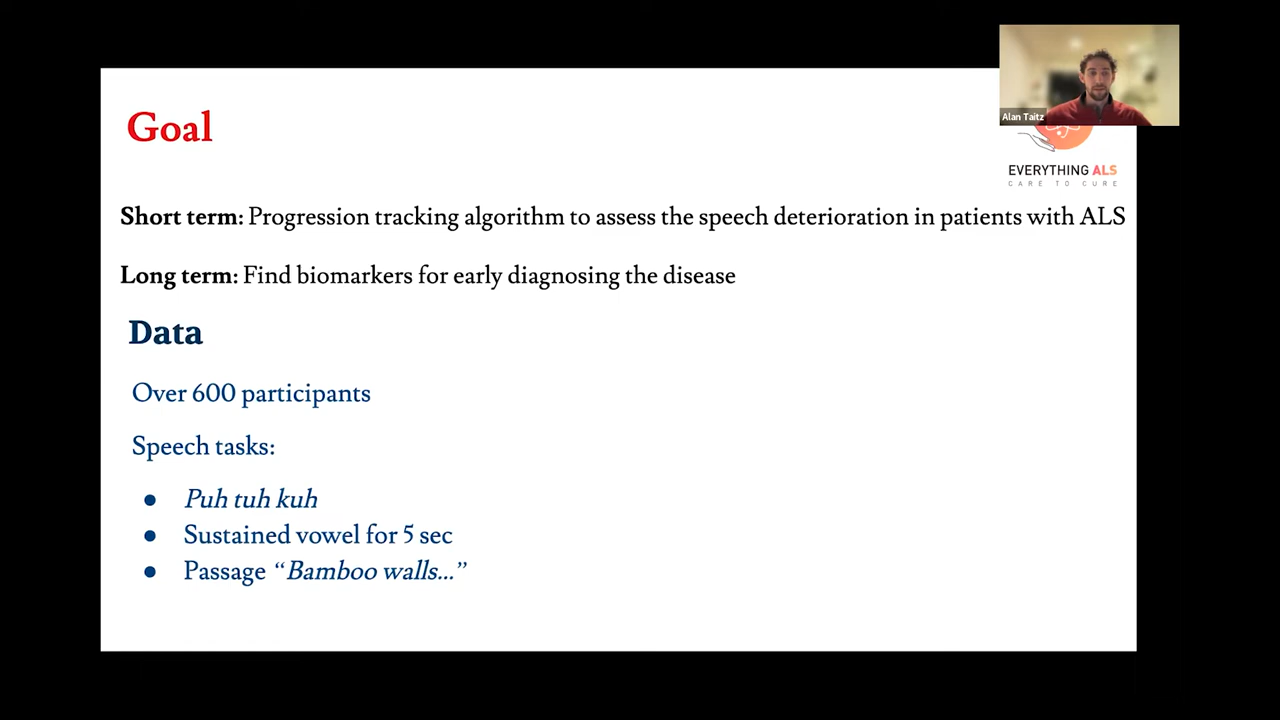 Goal
Alan Taitz
EVERYTHING ALS
CARE TO CURE
Short term: Progression tracking algorithm to assess the speech deterioration in patients with ALS
Long term: Find biomarkers for early diagnosing the disease
Data
Over 600 participants
Speech tasks:
● Puh tuh kuh
● Sustained vowel for 5 sec
● Passage “Bamboo walls...”